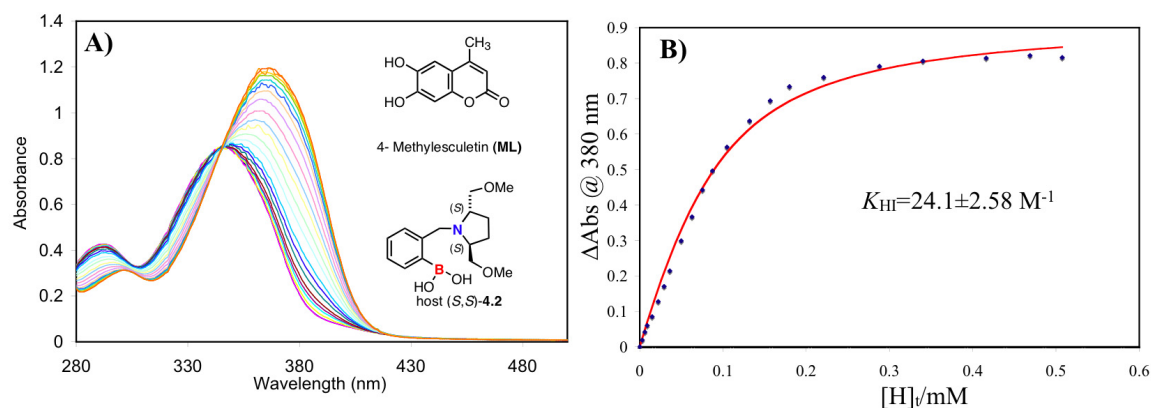 A)
1.4
1.2
1
0.8
0.6
0.4
0.2
0
Absorbance
280
330
380
430
480
Wavelength (nm)
CH3
HO
HO
O
O
4- Methylesculetin (ML)
OMe
(S)
N
(S)
OMe
B
HO
OH
host (S,S)-4.2
B)
0.9
0.8
0.7
0.6
0.5
0.4
0.3
0.2
0.1
0
ΔAbs @ 380 nm
KHI=24.1±2.58 M-1
0
0.1
0.2
0.3
0.4
0.5
0.6
[H]t/mM